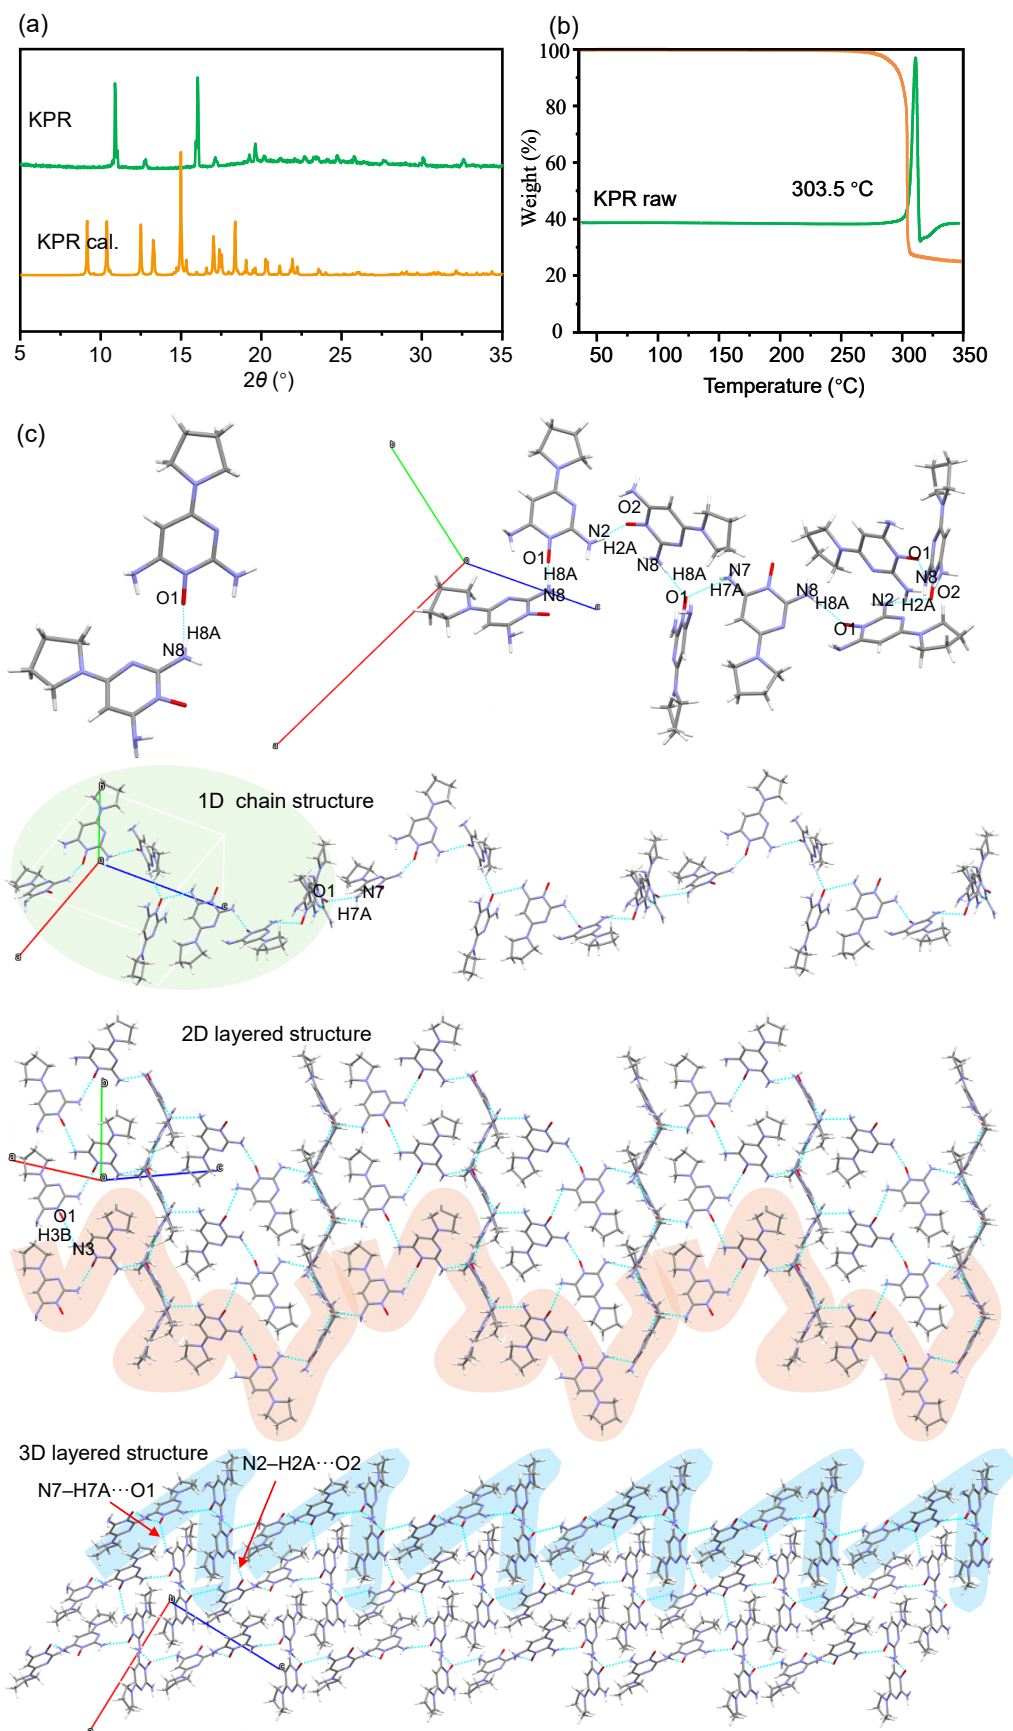 (a)
KPR
KPR cal.
5 10 15 20 25 30 35
2θ (°)
(b)
100
80
60
40
20
0
Weight (%)
KPR raw
303.5 °C
50 100 150 200 250 300 350
Temperature (°C)
(c)
O1
H8A
N8
b
o
a
c
O1
H8A
N8
N2
H2A
O2
N8
H8A
O1
N7
H7A
N8
H8A
O1
N2
H2A
O1
N8
O2
1D chain structure
b
o
a
c
O1
N7
H7A
2D layered structure
b
a
o
c
O1
H3B
N3
3D layered structure
N7–H7A···O1
N2–H2A···O2
b
c